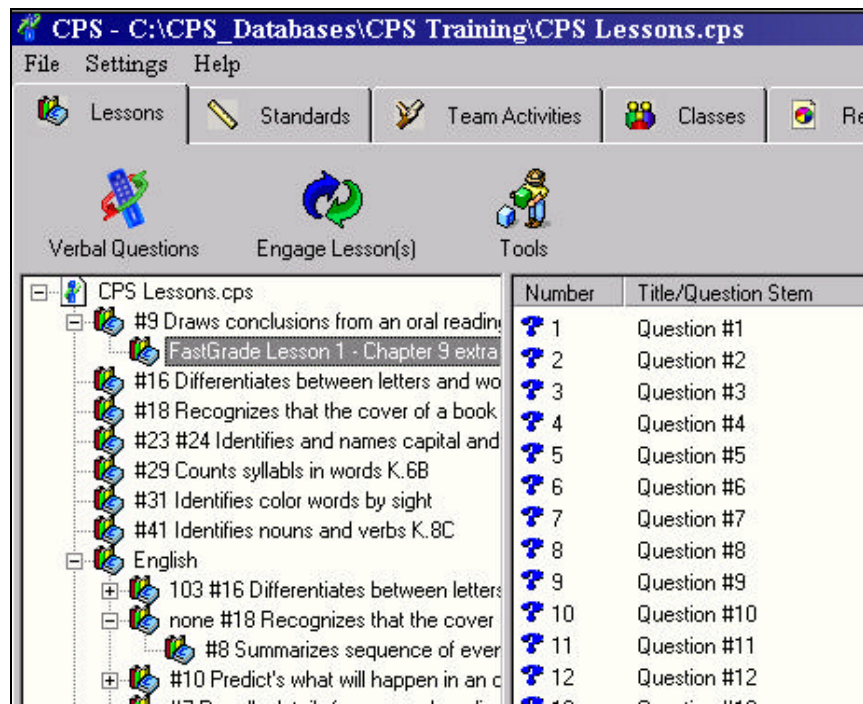 CPS - C:\CPS_Databases\CPS Training\CPS Lessons.cps
File Settings Help
Lessons Standards Team Activities Classes Re
Verbal Questions Engage Lesson(s) Tools
CPS Lessons.cps
#9 Draws conclusions from an oral reading
FastGrade Lesson 1 - Chapter 9 extra
#16 Differentiates between letters and wo
#18 Recognizes that the cover of a book
#23 #24 Identifies and names capital and
#29 Counts syllabls in words K.6B
#31 Identifies color words by sight
#41 Identifies nouns and verbs K.8C
English
103 #16 Differentiates between letters
none #18 Recognizes that the cover
#8 Summarizes sequence of ever
#10 Predict's what will happen in an o
Number Title/Question Stem
1 Question #1
2 Question #2
3 Question #3
4 Question #4
5 Question #5
6 Question #6
7 Question #7
8 Question #8
9 Question #9
10 Question #10
11 Question #11
12 Question #12